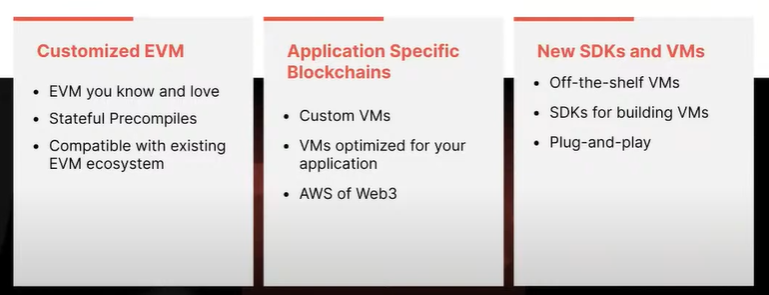 Customized EVM
• EVM you know and love
• Stateful Precompiles
• Compatible with existing
EVM ecosystem
Application Specific
Blockchains
• Custom VMs
• VMs optimized for your
application
• AWS of Web3
New SDKs and VMs
• Off-the-shelf VMs
• SDKs for building VMs
• Plug-and-play